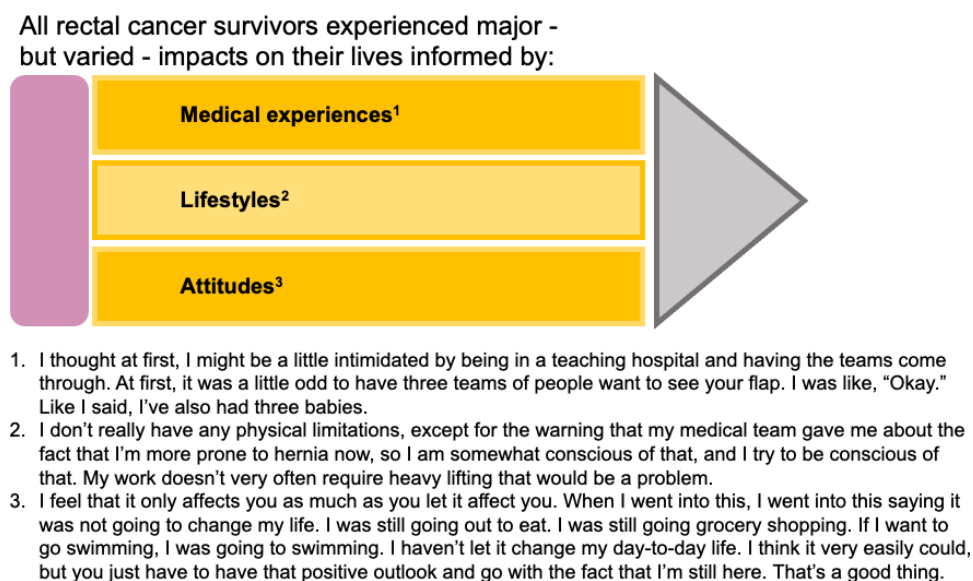 All rectal cancer survivors experienced major -
but varied - impacts on their lives informed by:
Medical experiences¹
Lifestyles²
Attitudes³
1. I thought at first, I might be a little intimidated by being in a teaching hospital and having the teams come
through. At first, it was a little odd to have three teams of people want to see your flap. I was like, “Okay.”
Like I said, I’ve also had three babies.
2. I don’t really have any physical limitations, except for the warning that my medical team gave me about the
fact that I’m more prone to hernia now, so I am somewhat conscious of that, and I try to be conscious of
that. My work doesn’t very often require heavy lifting that would be a problem.
3. I feel that it only affects you as much as you let it affect you. When I went into this, I went into this saying it
was not going to change my life. I was still going out to eat. I was still going grocery shopping. If I want to
go swimming, I was going to swimming. I haven’t let it change my day-to-day life. I think it very easily could,
but you just have to have that positive outlook and go with the fact that I’m still here. That’s a good thing.